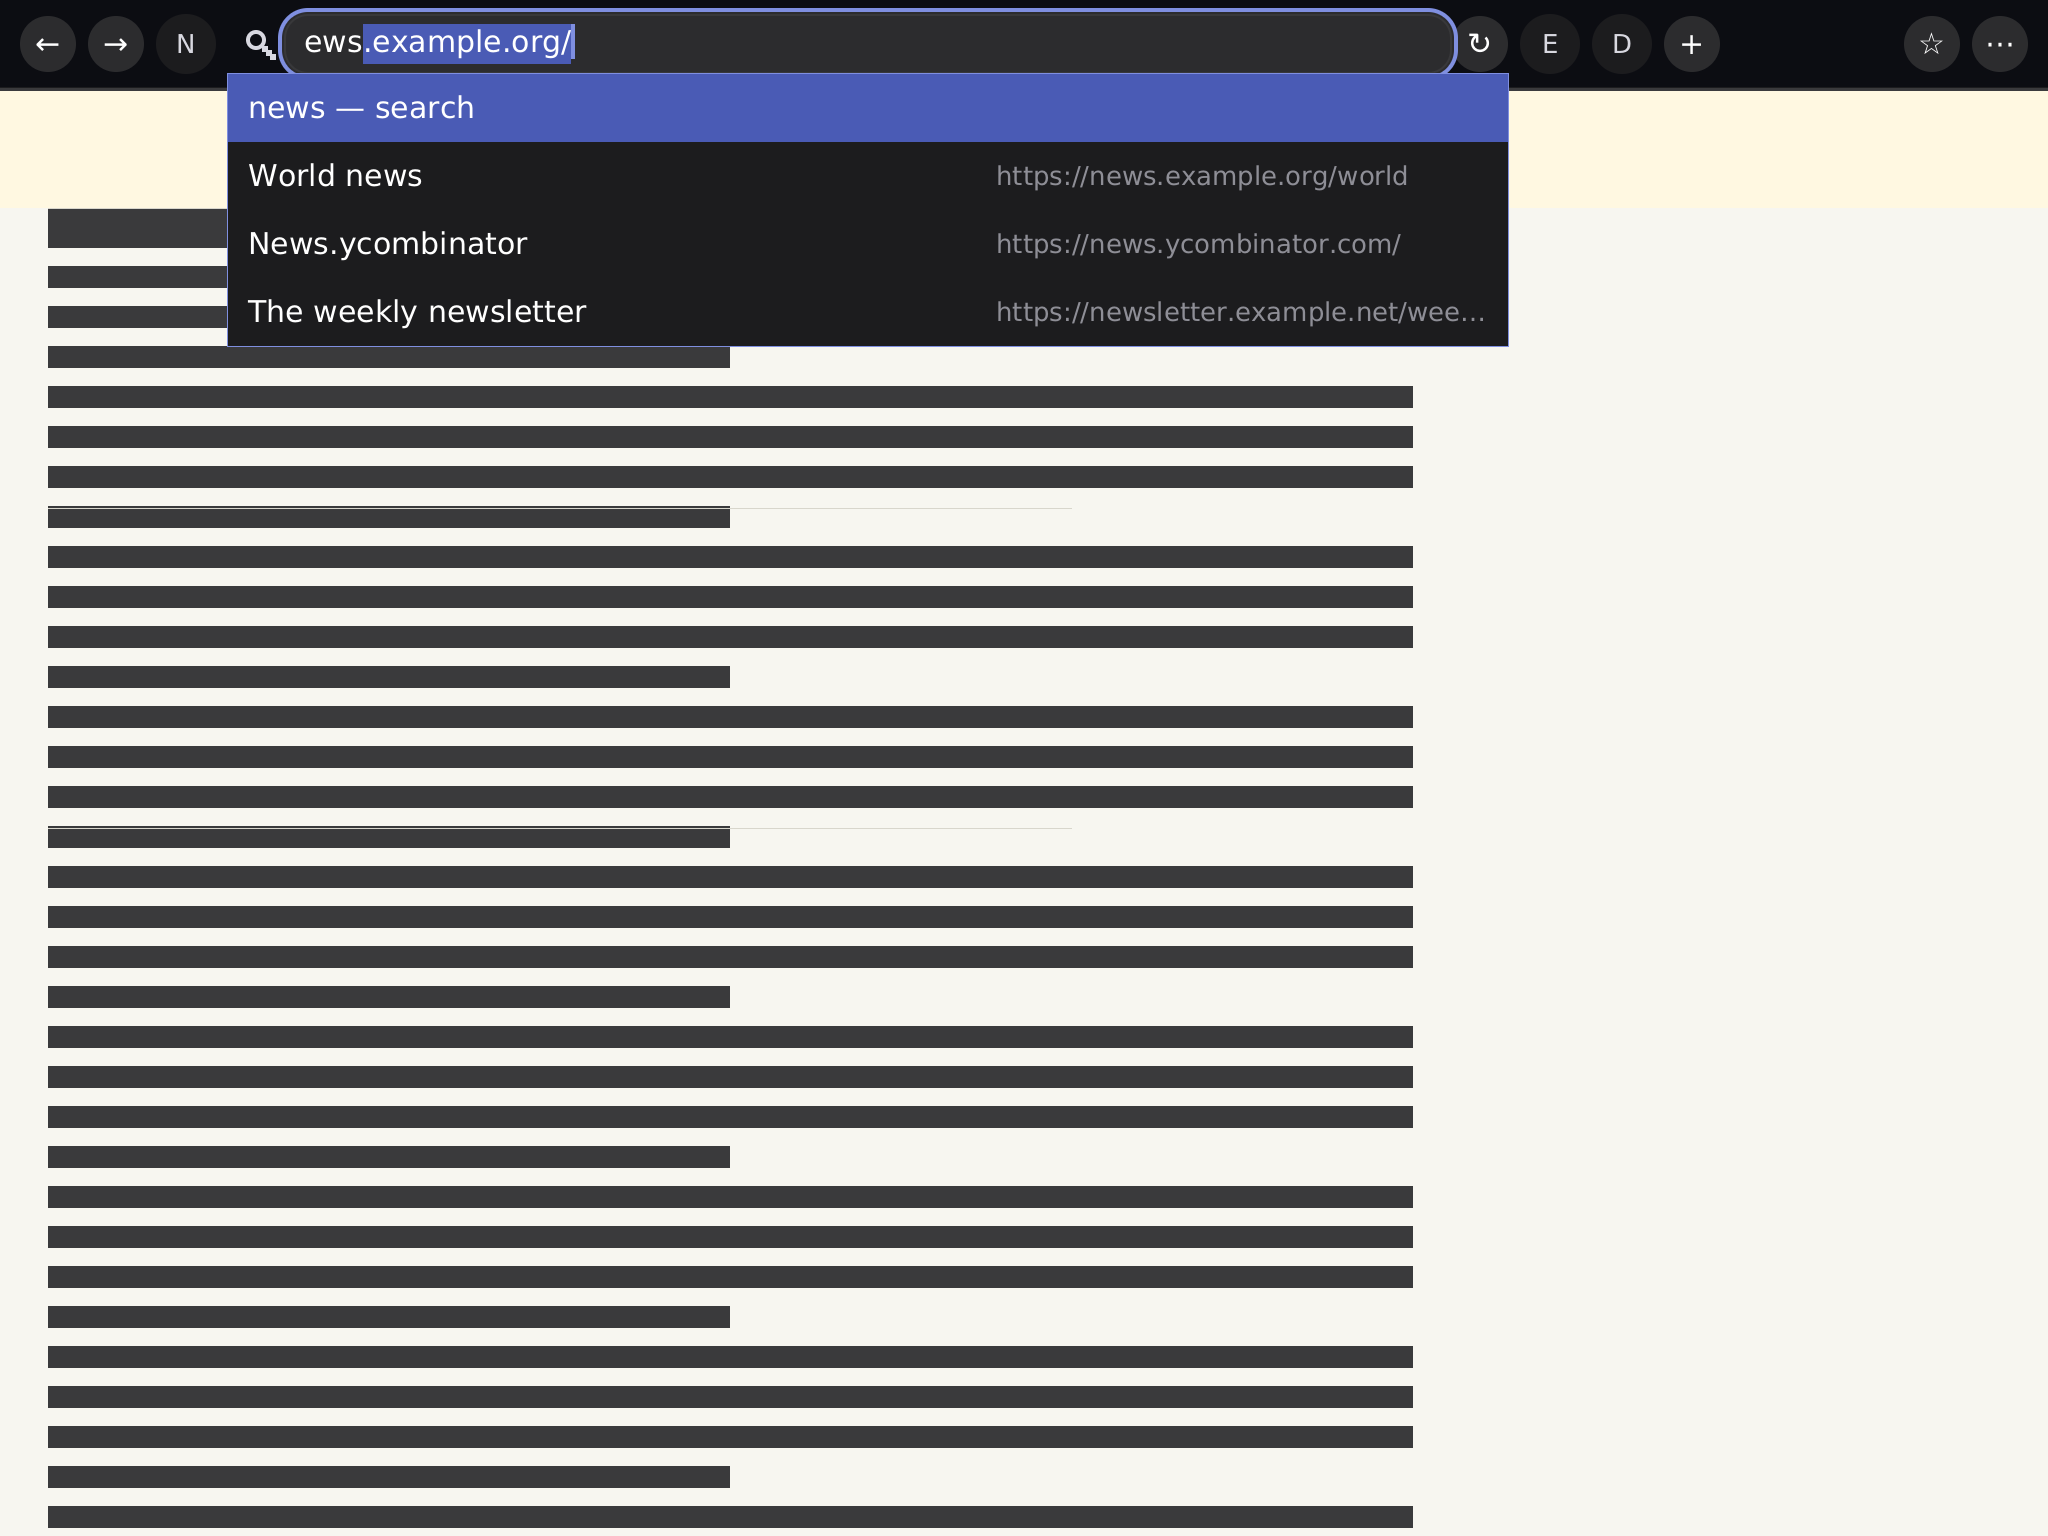 ← → N ews.example.org/ ↻ E D + ☆ ⋯
news — search
World news https://news.example.org/world
News.ycombinator https://news.ycombinator.com/
The weekly newsletter https://newsletter.example.net/wee…